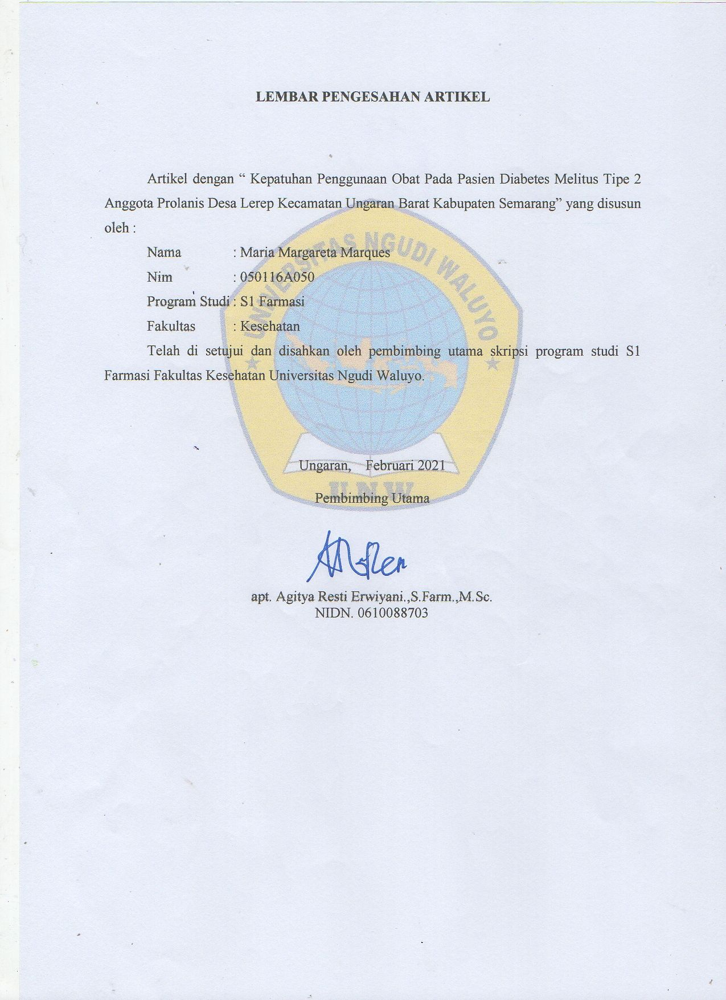 LEMBAR PENGESAHAN ARTIKEL
Artikel dengan “ Kepatuhan Penggunaan Obat Pada Pasien Diabetes Melitus Tipe 2
Anggota Prolanis Desa Lerep Kecamatan Ungaran Barat Kabupaten Semarang” yang disusun
oleh :
Nama : Maria Margareta Marques
Nim : 050116A050
Program Studi : S1 Farmasi
Fakultas : Kesehatan
Telah di setujui dan disahkan oleh pembimbing utama skripsi program studi S1
Farmasi Fakultas Kesehatan Universitas Ngudi Waluyo.
UNIVERSITAS NGUDI WALUYO
Ungaran, Februari 2021
UNW
Pembimbing Utama
apt. Agitya Resti Erwiyani.,S.Farm.,M.Sc.
NIDN. 0610088703